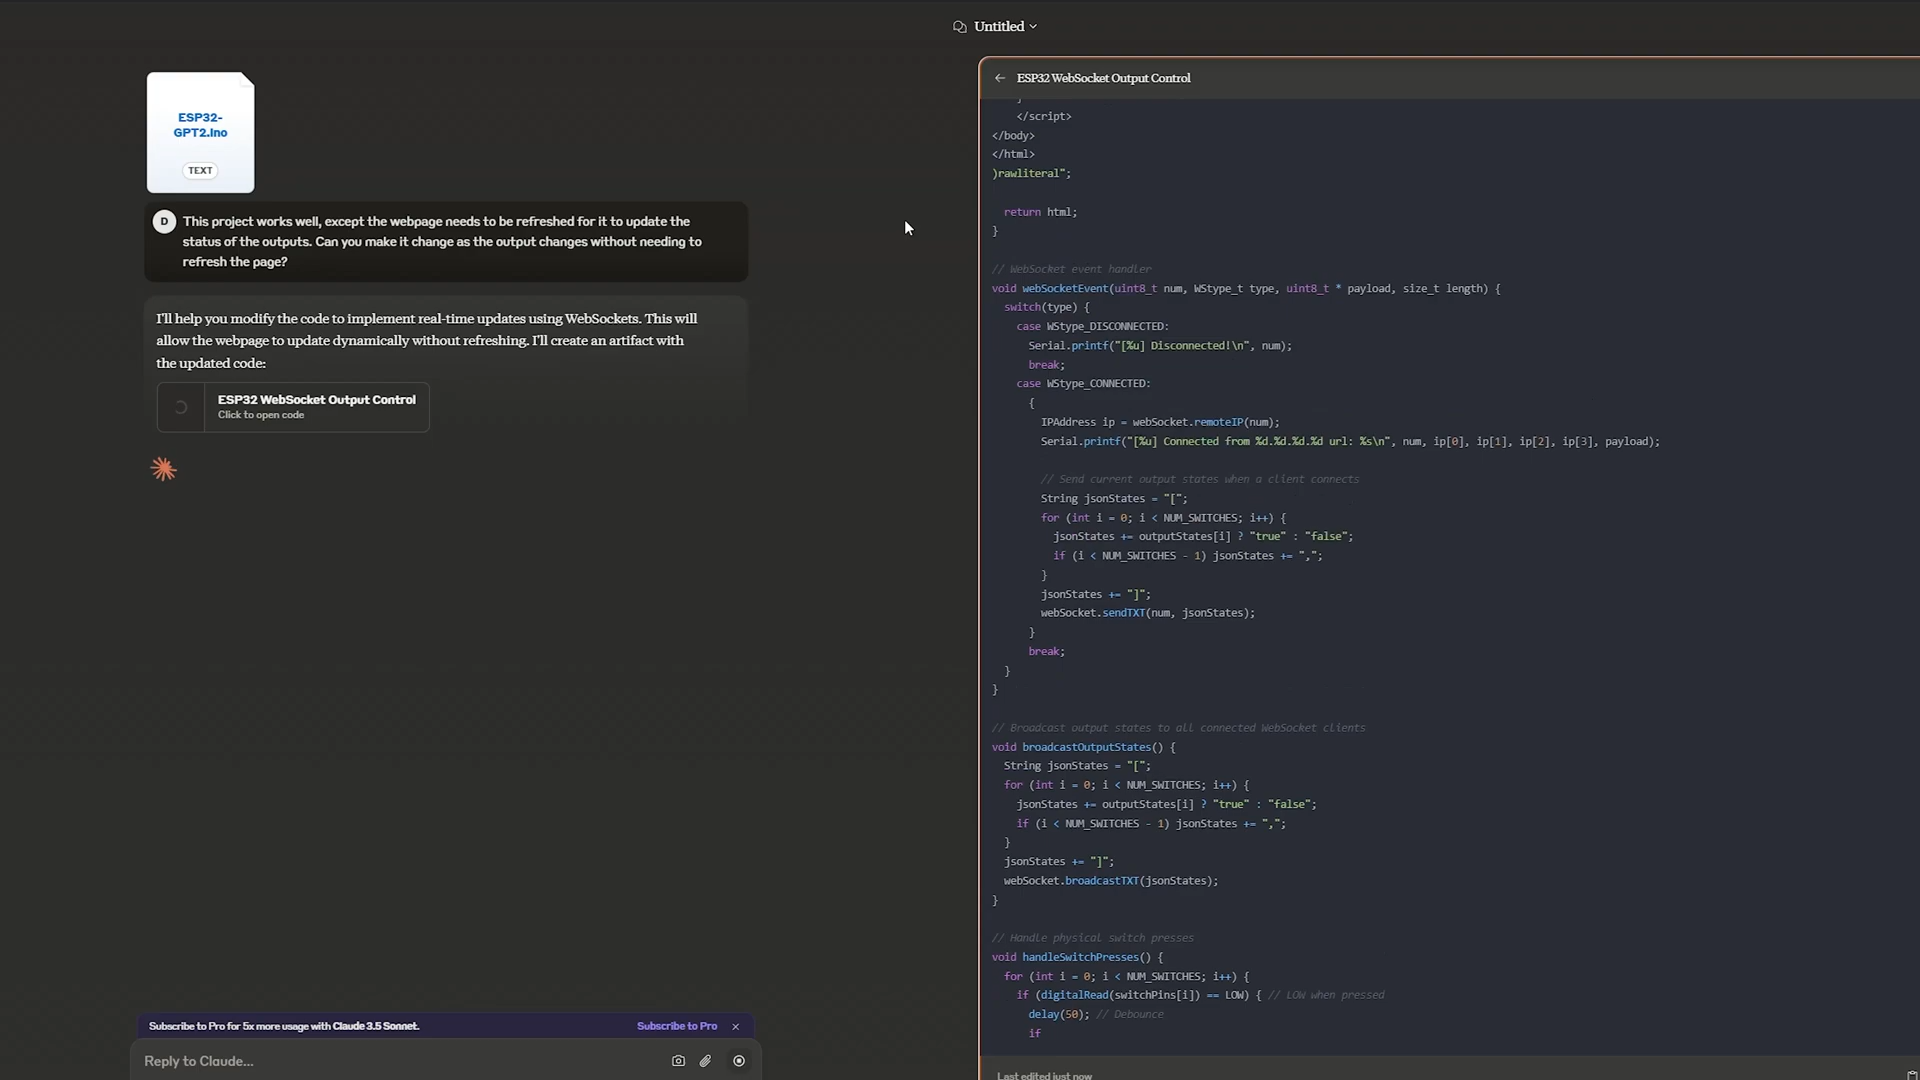 Untitled
ESP32-
GPT2.ino
TEXT
D
This project works well, except the webpage needs to be refreshed for it to update the
status of the outputs. Can you make it change as the output changes without needing to
refresh the page?
I'll help you modify the code to implement real-time updates using WebSockets. This will
allow the webpage to update dynamically without refreshing. I'll create an artifact with
the updated code:
ESP32 WebSocket Output Control
Click to open code
Subscribe to Pro for 5x more usage with Claude 3.5 Sonnet.
Subscribe to Pro
Reply to Claude...
ESP32 WebSocket Output Control
}
</script>
</body>
</html>
)rawliteral";
return html;
}
// WebSocket event handler
void webSocketEvent(uint8_t num, WStype_t type, uint8_t * payload, size_t length) {
switch(type) {
case WStype_DISCONNECTED:
Serial.printf("[%u] Disconnected!\n", num);
break;
case WStype_CONNECTED:
{
IPAddress ip = webSocket.remoteIP(num);
Serial.printf("[%u] Connected from %d.%d.%d.%d url: %s\n", num, ip[0], ip[1], ip[2], ip[3], payload);
// Send current output states when a client connects
String jsonStates = "[";
for (int i = 0; i < NUM_SWITCHES; i++) {
jsonStates += outputStates[i] ? "true" : "false";
if (i < NUM_SWITCHES - 1) jsonStates += ",";
}
jsonStates += "]";
webSocket.sendTXT(num, jsonStates);
}
break;
}
}
// Broadcast output states to all connected WebSocket clients
void broadcastOutputStates() {
String jsonStates = "[";
for (int i = 0; i < NUM_SWITCHES; i++) {
jsonStates += outputStates[i] ? "true" : "false";
if (i < NUM_SWITCHES - 1) jsonStates += ",";
}
jsonStates += "]";
webSocket.broadcastTXT(jsonStates);
}
// Handle physical switch presses
void handleSwitchPresses() {
for (int i = 0; i < NUM_SWITCHES; i++) {
if (digitalRead(switchPins[i]) == LOW) { // LOW when pressed
delay(50); // Debounce
if
Last edited just now